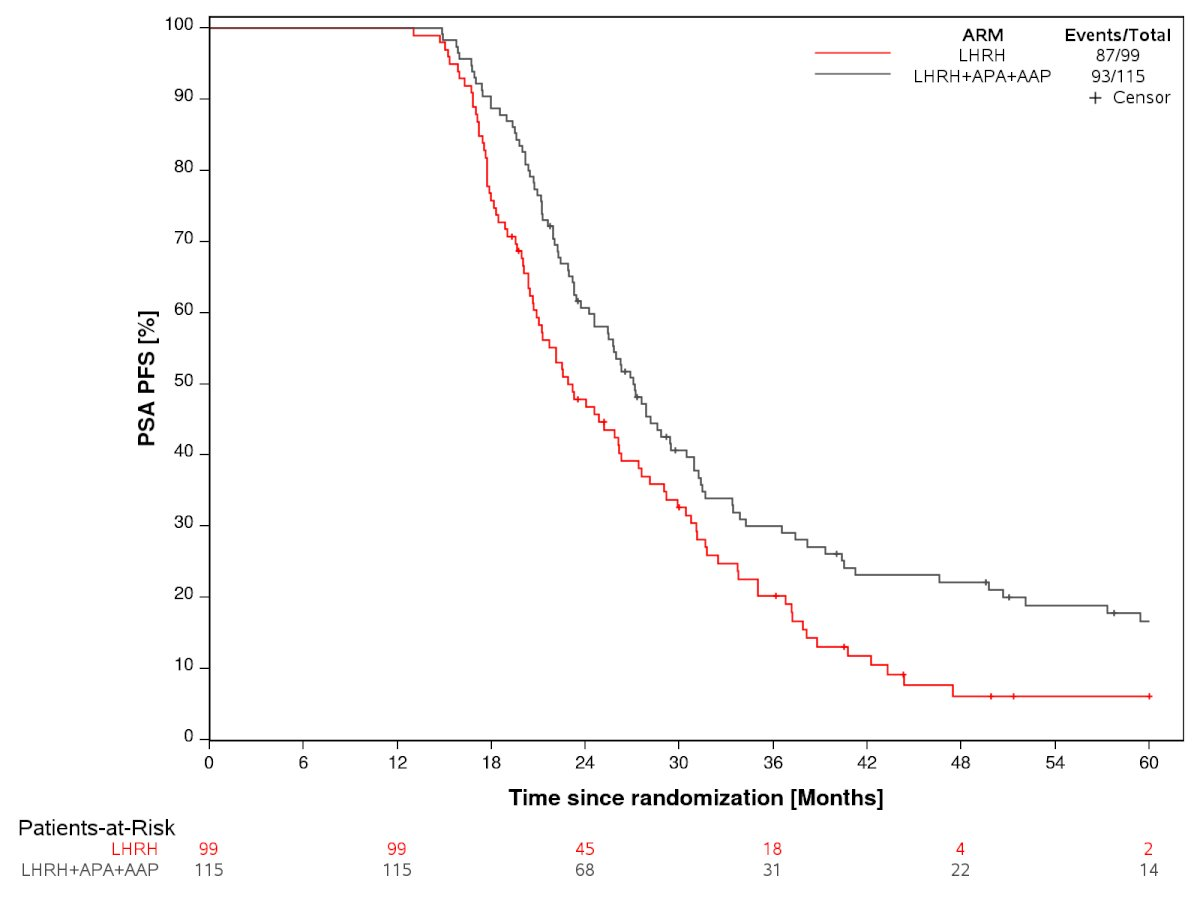 ARM Events/Total
LHRH 87/99
LHRH+APA+AAP 93/115
+ Censor
PSA PFS [%]
100
90
80
70
60
50
40
30
20
10
0
0 6 12 18 24 30 36 42 48 54 60
Time since randomization [Months]
Patients-at-Risk
LHRH 99 99 45 18 4 2
LHRH+APA+AAP 115 115 68 31 22 14